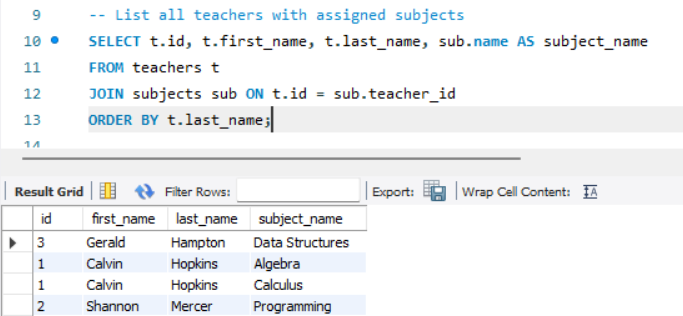 9 -- List all teachers with assigned subjects
10 SELECT t.id, t.first_name, t.last_name, sub.name AS subject_name
11 FROM teachers t
12 JOIN subjects sub ON t.id = sub.teacher_id
13 ORDER BY t.last_name;
14
Result Grid Filter Rows: Export: Wrap Cell Content: IA
id first_name last_name subject_name
3 Gerald Hampton Data Structures
1 Calvin Hopkins Algebra
1 Calvin Hopkins Calculus
2 Shannon Mercer Programming